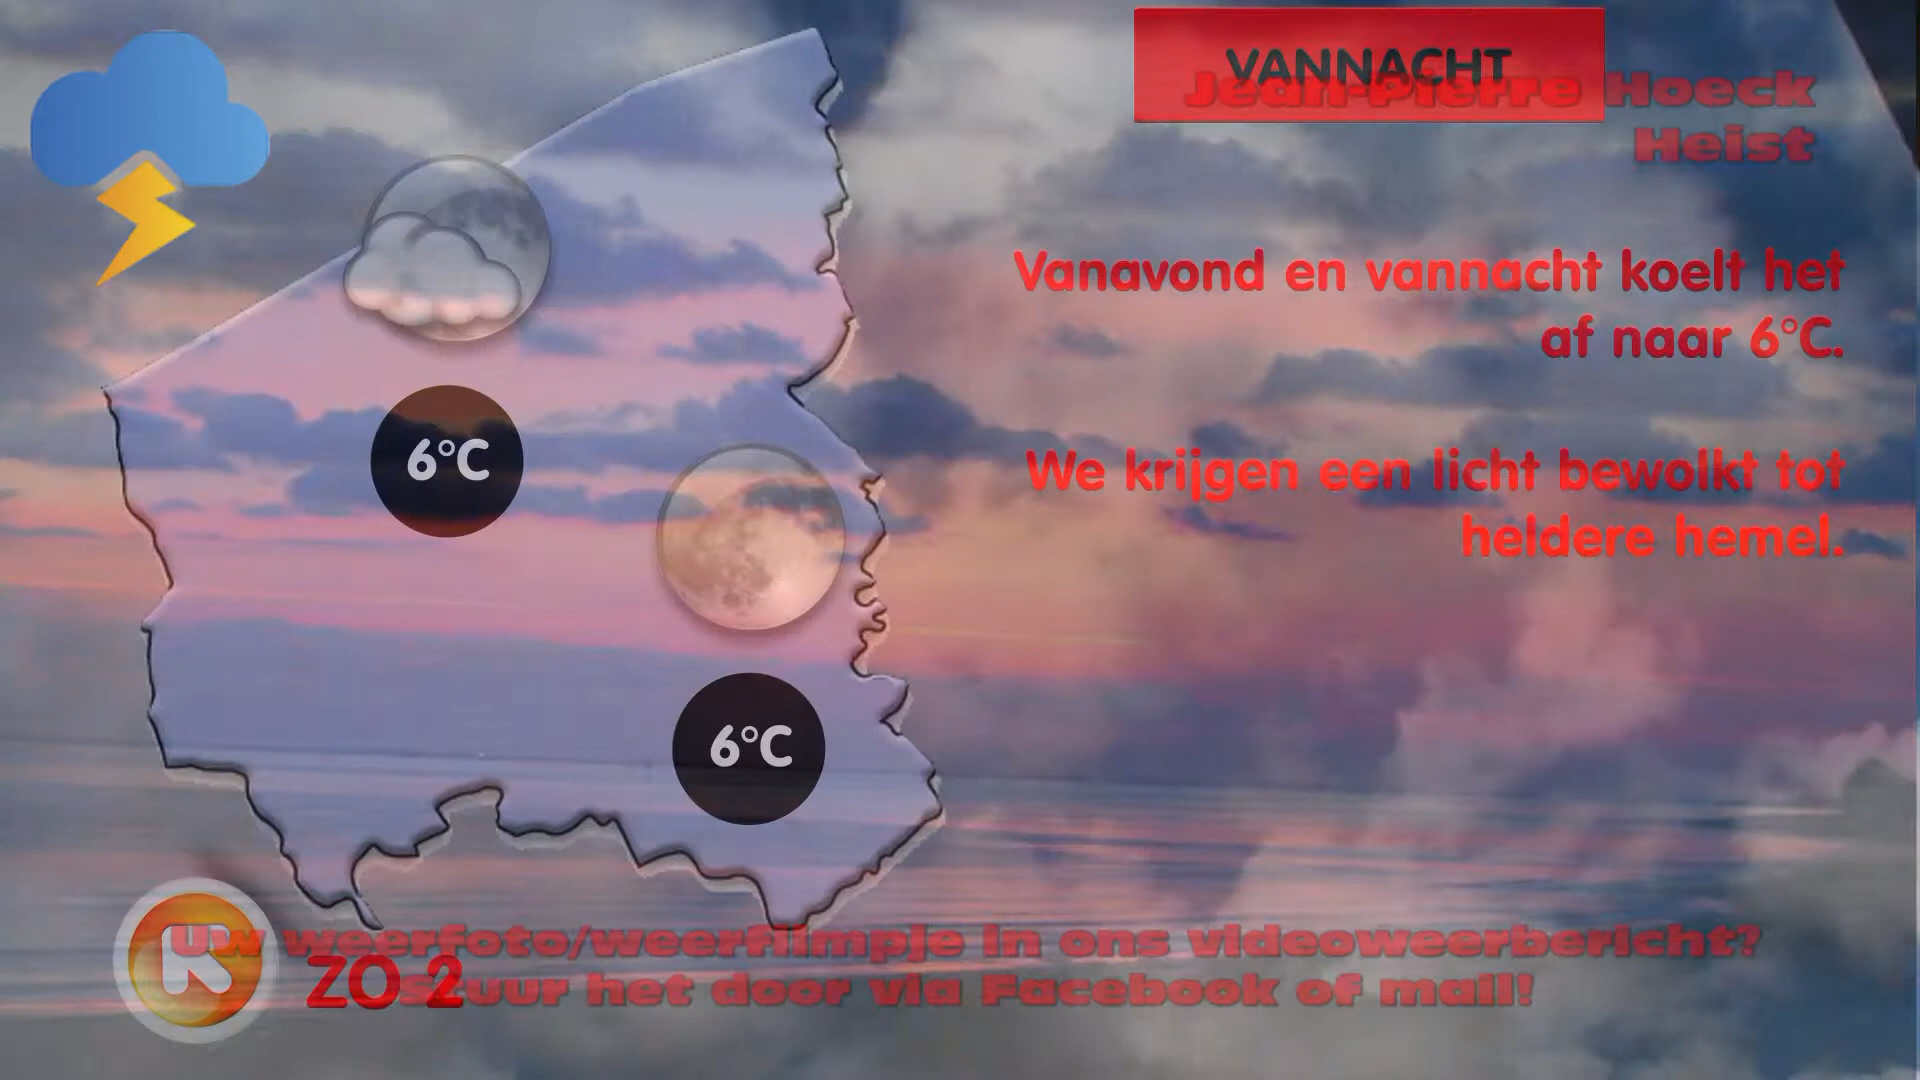 VANNACHT
Jean-Pierre Hoeck
Heist
Vanavond en vannacht koelt het
af naar 6°C.
We krijgen een licht bewolkt tot
heldere hemel.
6°C
6°C
Uw weerfoto/weerfilmpje in ons videoweerbericht?
Stuur het door via Facebook of mail!
ZO 2